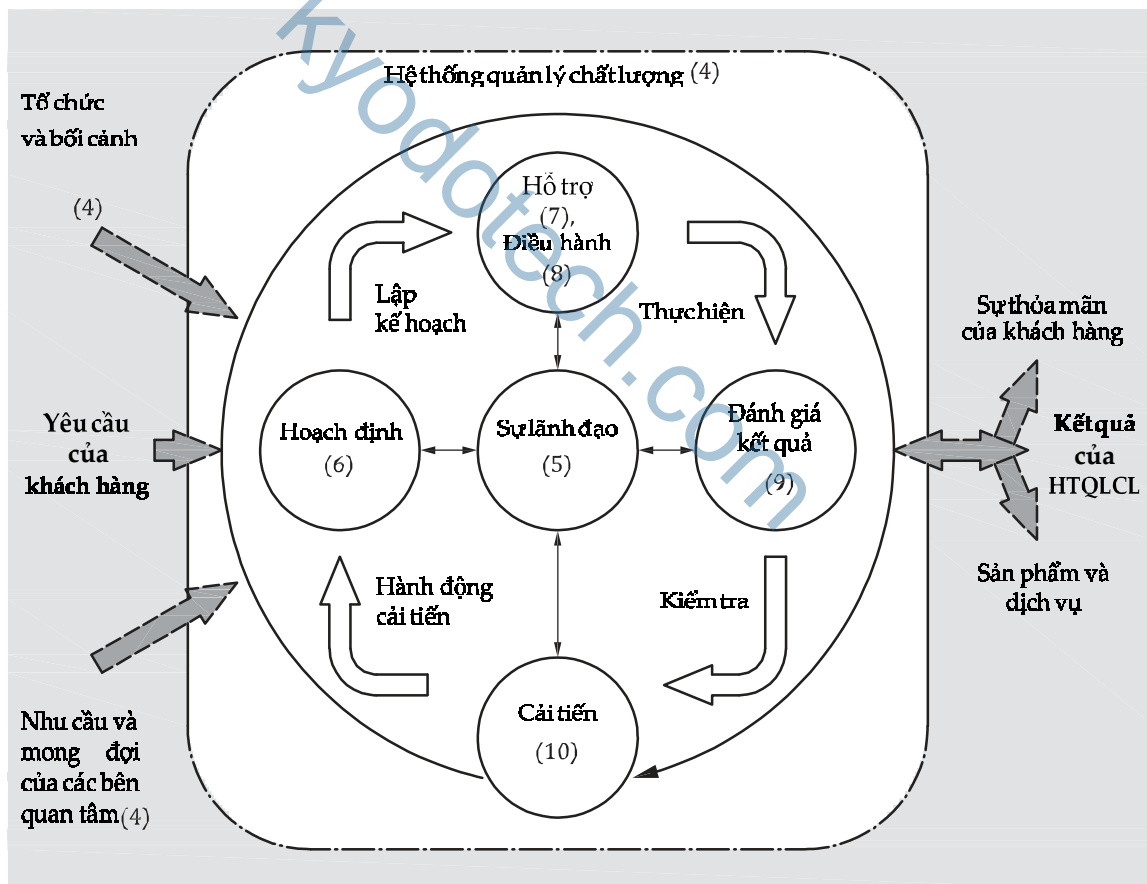 Hệ thống quản lý chất lượng (4)
Tổ chức
và bối cảnh
(4)
Hỗ trợ
(7),
Điều hành
(8)
Lập
kế hoạch
Thực hiện
Sự thỏa mãn
của khách hàng
Yêu cầu
của
khách hàng
Hoạch định
(6)
Sự lãnh đạo
(5)
Đánh giá
kết quả
(9)
Kết quả
của
HTQLCL
Hành động
cải tiến
Kiểm tra
Sản phẩm và
dịch vụ
Cải tiến
(10)
Nhu cầu và
mong đợi
của các bên
quan tâm (4)
kyodotech.com